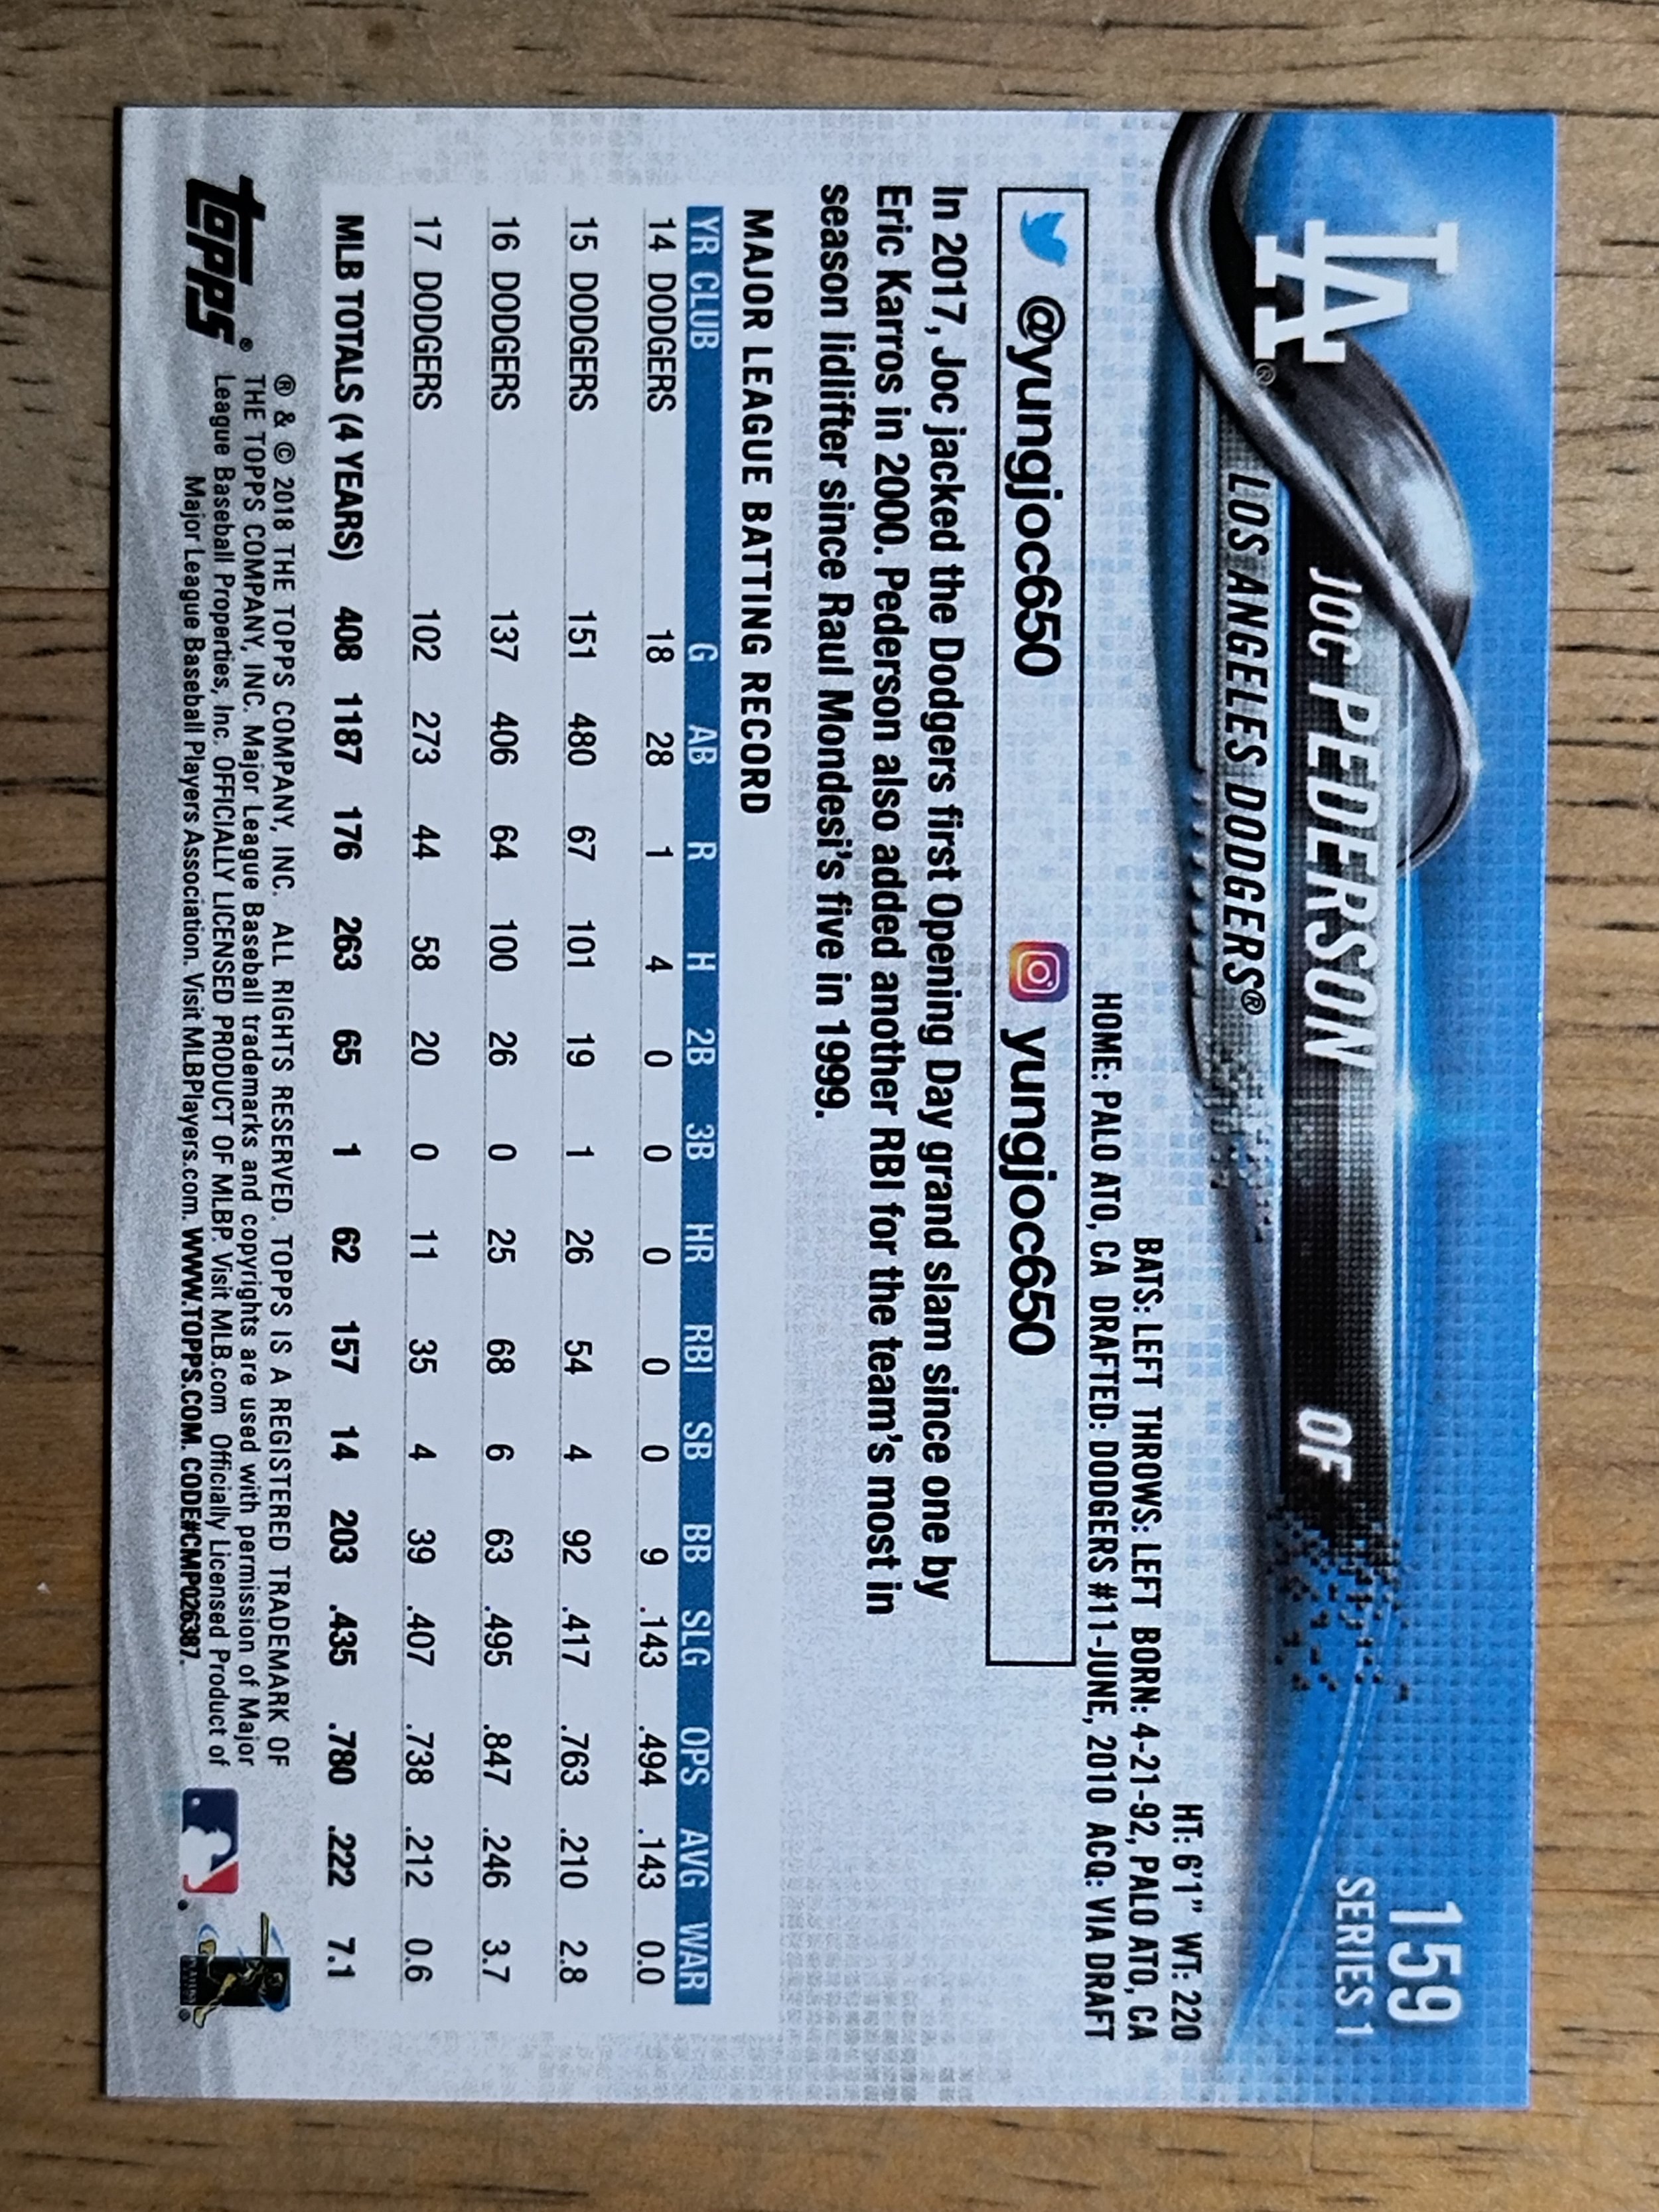 LA®
JOC PEDERSON OF
159
SERIES 1
LOS ANGELES DODGERS®
HT: 6'1" WT: 220
BATS: LEFT THROWS: LEFT BORN: 4-21-92, PALO ATO, CA
HOME: PALO ATO, CA DRAFTED: DODGERS #11-JUNE, 2010 ACQ: VIA DRAFT
@yungjoc650 yungjoc650
In 2017, Joc jacked the Dodgers first Opening Day grand slam since one by
Eric Karros in 2000. Pederson also added another RBI for the team's most in
season lidlifter since Raul Mondesi's five in 1999.
MAJOR LEAGUE BATTING RECORD
YR CLUB G AB R H 2B 3B HR RBI SB BB SLG OPS AVG WAR
14 DODGERS 18 28 1 4 0 0 0 0 0 9 .143 .494 .143 0.0
15 DODGERS 151 480 67 101 19 1 26 54 4 92 .417 .763 .210 2.8
16 DODGERS 137 406 64 100 26 0 25 68 6 63 .495 .847 .246 3.7
17 DODGERS 102 273 44 58 20 0 11 35 4 39 .407 .738 .212 0.6
MLB TOTALS (4 YEARS) 408 1187 176 263 65 1 62 157 14 203 .435 .780 .222 7.1
topps®
® & © 2018 THE TOPPS COMPANY, INC. ALL RIGHTS RESERVED. TOPPS IS A REGISTERED TRADEMARK OF
THE TOPPS COMPANY, INC. Major League Baseball trademarks and copyrights are used with permission of Major
League Baseball Properties, Inc. OFFICIALLY LICENSED PRODUCT OF MLBP. Visit MLB.com Officially Licensed Product of
Major League Baseball Players Association. Visit MLBPlayers.com. WWW.TOPPS.COM. CODE#CMP026387.